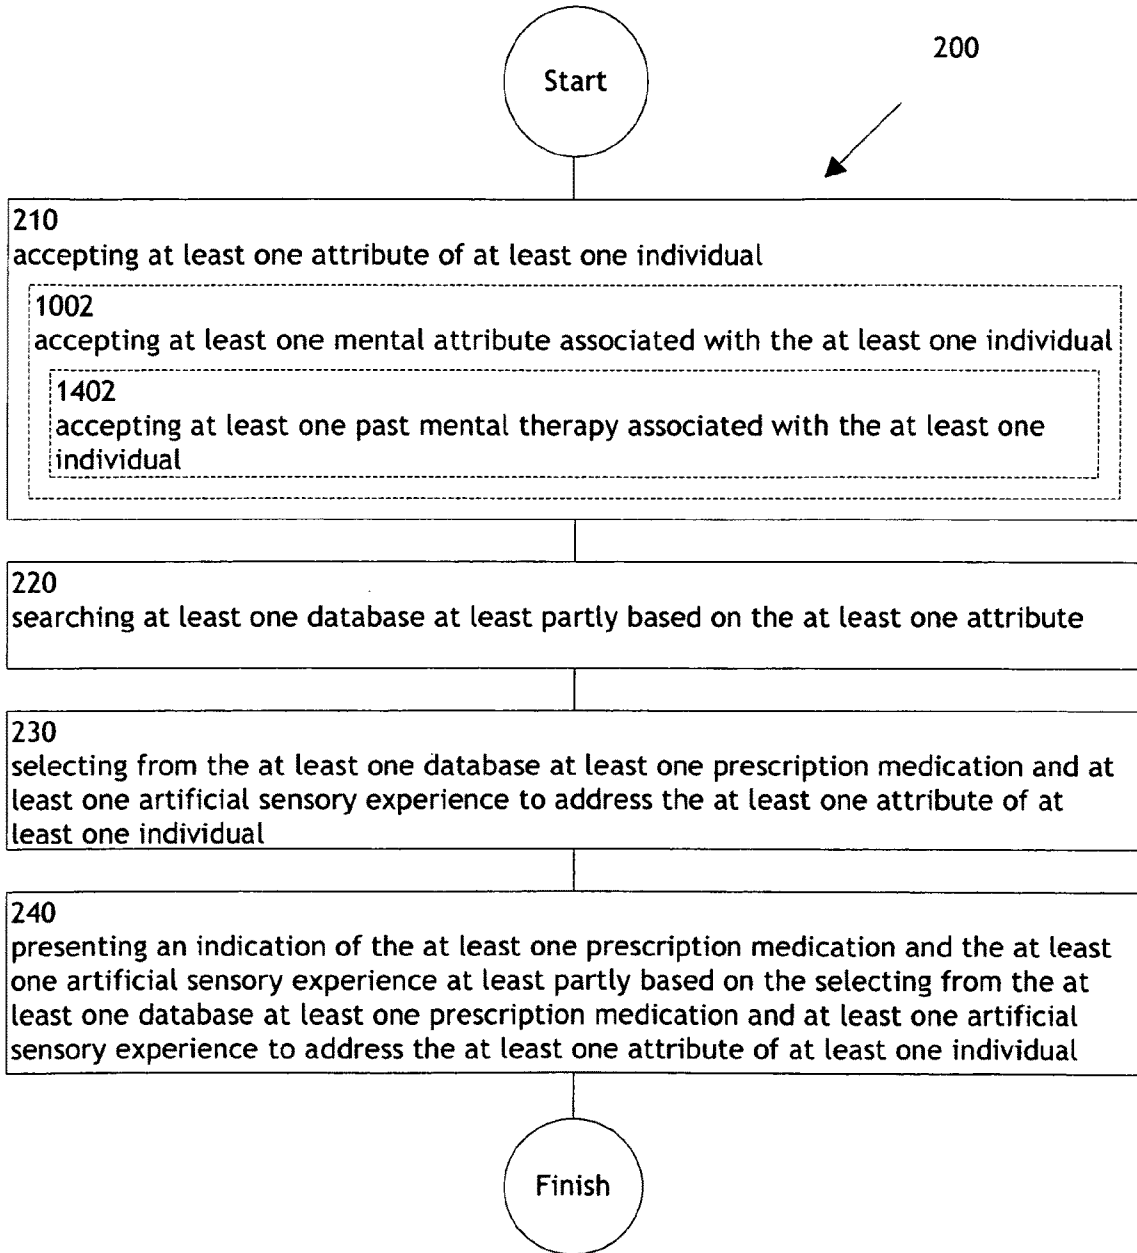 Start
200
210
accepting at least one attribute of at least one individual
1002
accepting at least one mental attribute associated with the at least one individual
1402
accepting at least one past mental therapy associated with the at least one
individual
220
searching at least one database at least partly based on the at least one attribute
230
selecting from the at least one database at least one prescription medication and at
least one artificial sensory experience to address the at least one attribute of at
least one individual
240
presenting an indication of the at least one prescription medication and the at least
one artificial sensory experience at least partly based on the selecting from the at
least one database at least one prescription medication and at least one artificial
sensory experience to address the at least one attribute of at least one individual
Finish